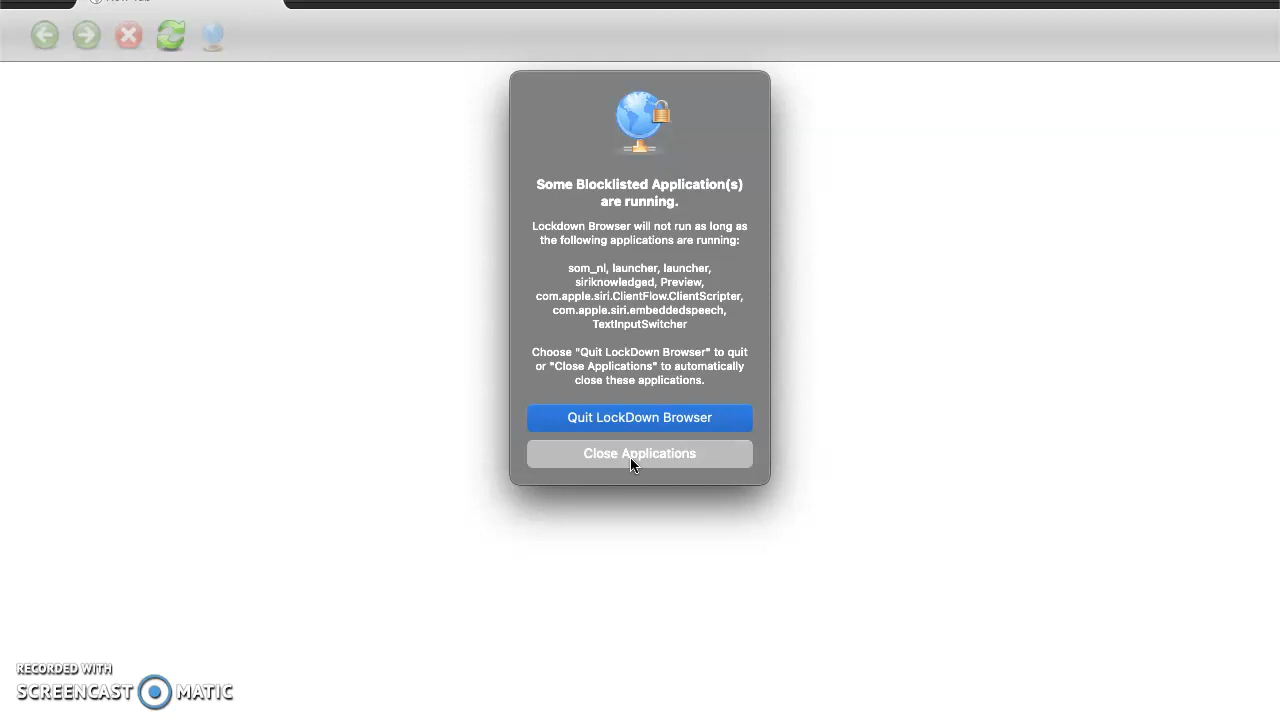 New Tab
Some Blocklisted Application(s)
are running.
Lockdown Browser will not run as long as
the following applications are running:
som_nl, launcher, launcher,
siriknowledged, Preview,
com.apple.siri.ClientFlow.ClientScripter,
com.apple.siri.embeddedspeech,
TextInputSwitcher
Choose "Quit LockDown Browser" to quit
or "Close Applications" to automatically
close these applications.
Quit LockDown Browser
Close Applications
RECORDED WITH
SCREENCAST MATIC